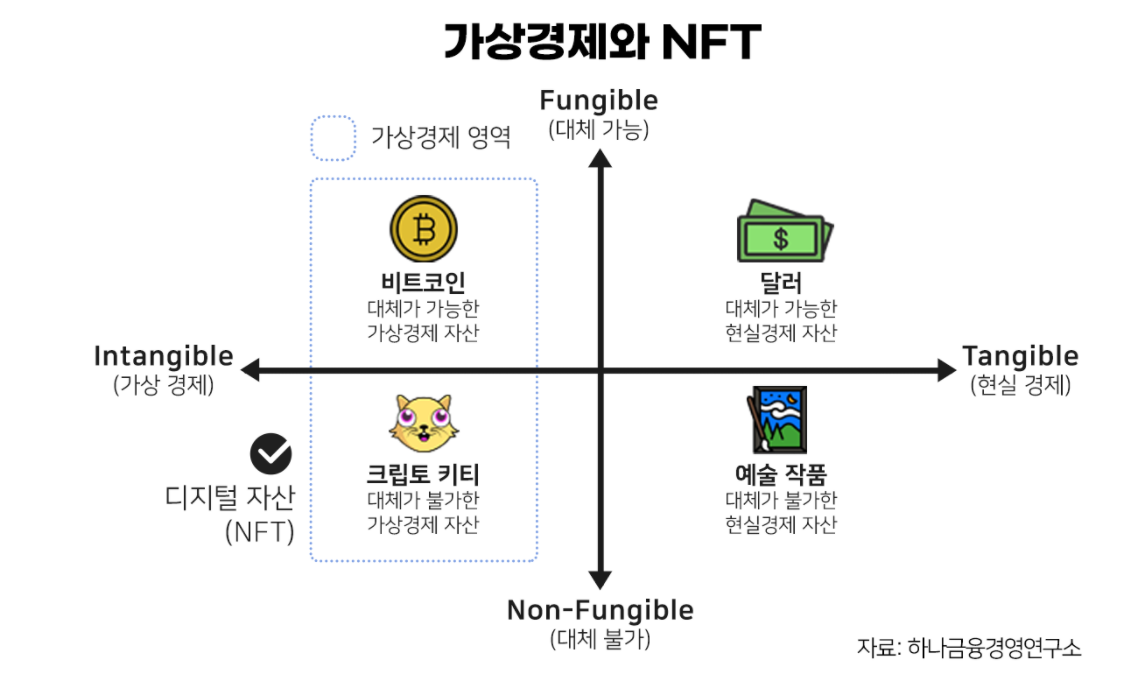 가상경제와 NFT
Fungible
(대체 가능)
가상경제 영역
비트코인
대체가 가능한
가상경제 자산
달러
대체가 가능한
현실경제 자산
Intangible
(가상 경제)
Tangible
(현실 경제)
크립토 키티
대체가 불가한
가상경제 자산
예술 작품
대체가 불가한
현실경제 자산
디지털 자산
(NFT)
Non-Fungible
(대체 불가)
자료: 하나금융경영연구소